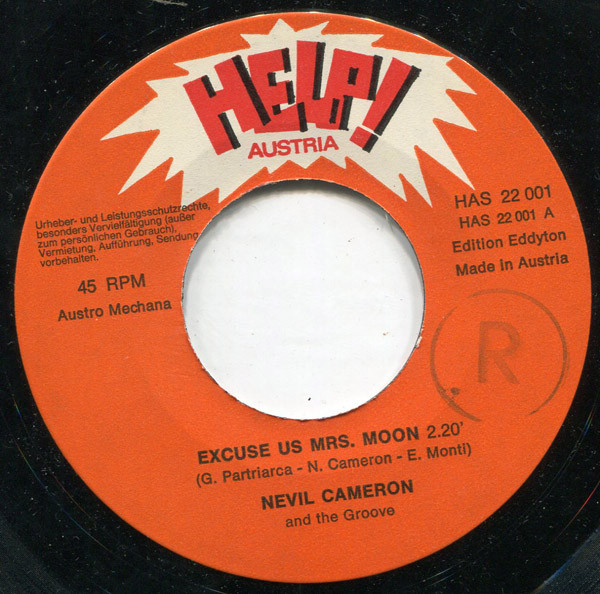 HELP!
AUSTRIA
Urheber- und Leistungsschutzrechte,
besonders Vervielfältigung (außer
zum persönlichen Gebrauch),
Vermietung, Aufführung, Sendung
vorbehalten.
45 RPM
Austro Mechana
HAS 22 001
HAS 22 001 A
Edition Eddyton
Made in Austria
R
EXCUSE US MRS. MOON 2.20'
(G. Partriarca - N. Cameron - E. Monti)
NEVIL CAMERON
and the Groove